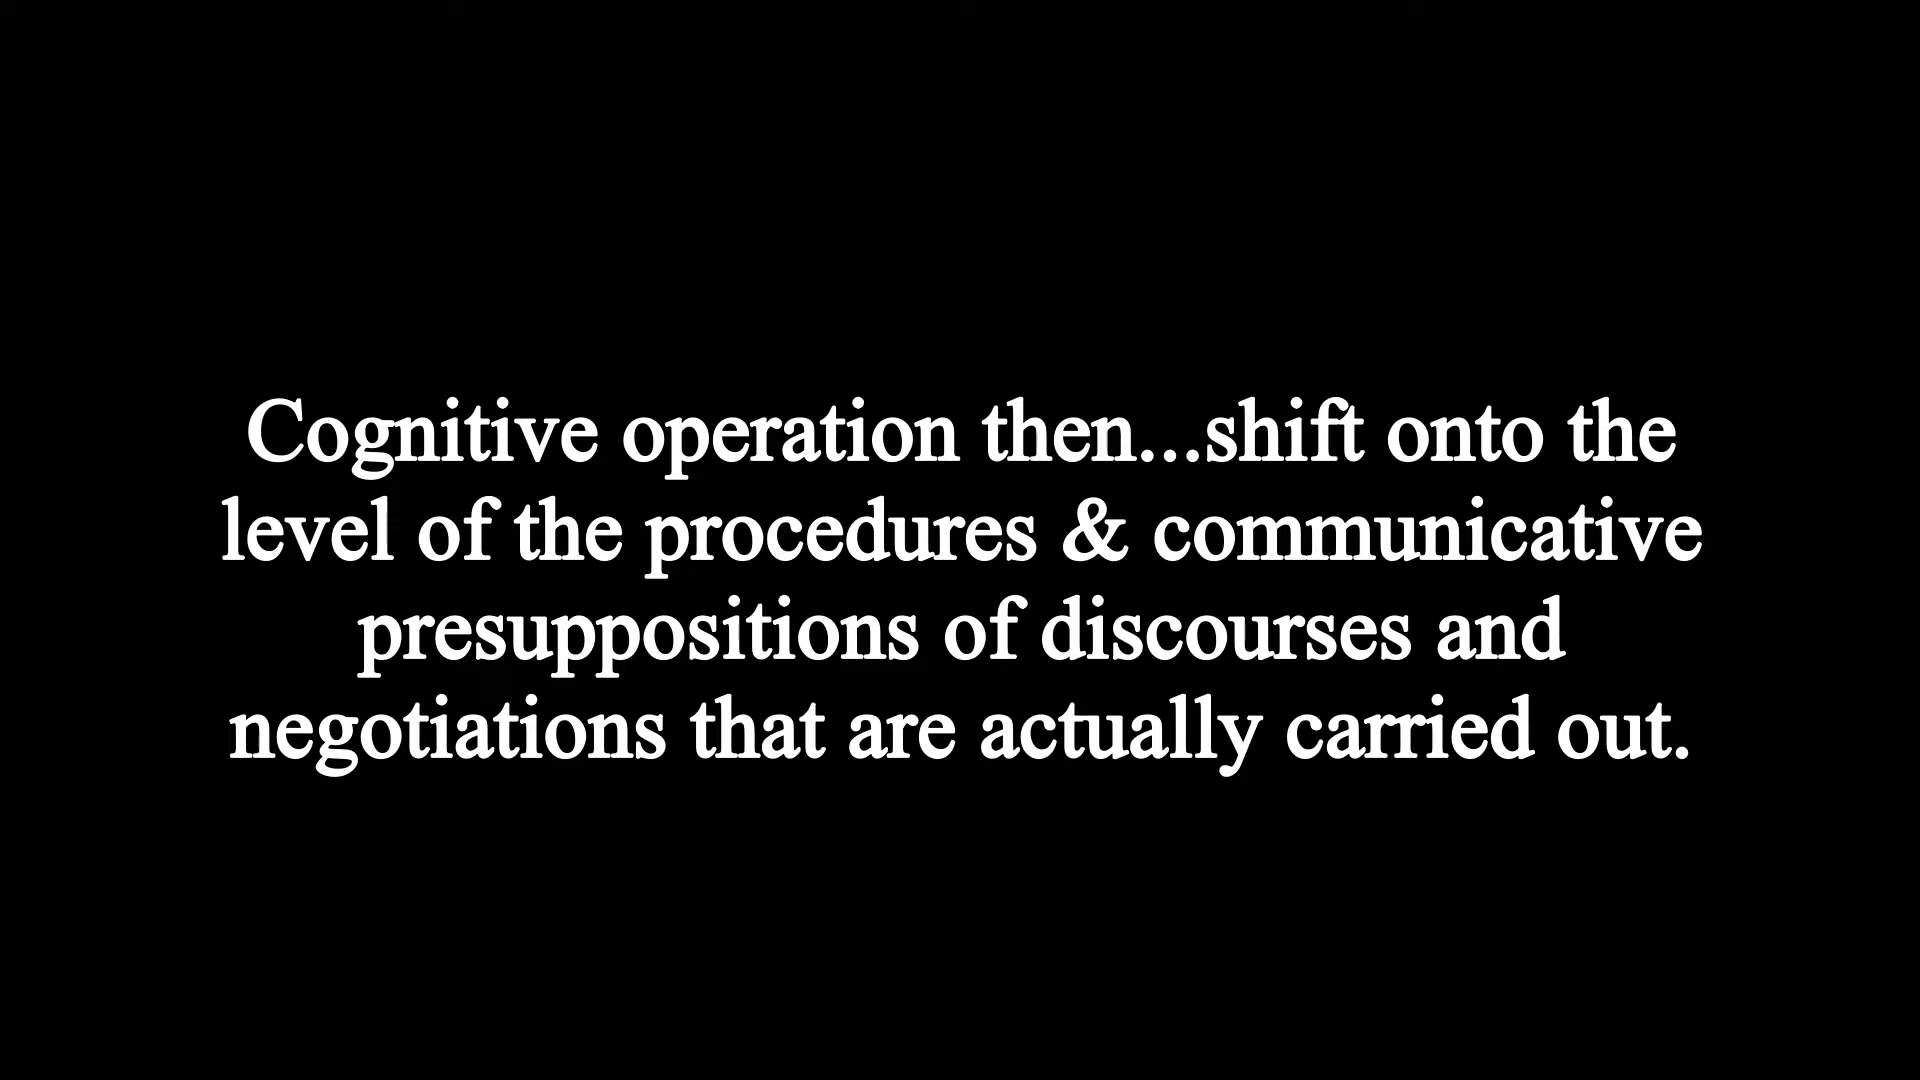 Cognitive operation then...shift onto the
level of the procedures & communicative
presuppositions of discourses and
negotiations that are actually carried out.